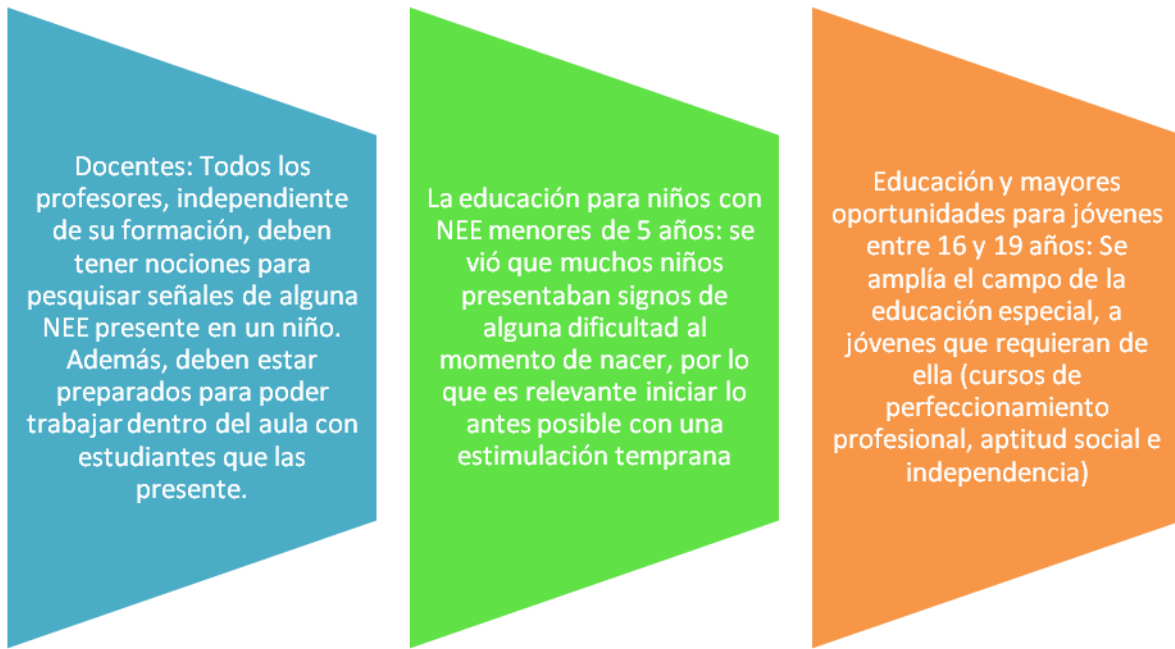 Docentes: Todos los
profesores, independiente
de su formación, deben
tener nociones para
pesquisar señales de alguna
NEE presente en un niño.
Además, deben estar
preparados para poder
trabajar dentro del aula con
estudiantes que las
presente.
La educación para niños con
NEE menores de 5 años: se
vió que muchos niños
presentaban signos de
alguna dificultad al
momento de nacer, por lo
que es relevante iniciar lo
antes posible con una
estimulación temprana
Educación y mayores
oportunidades para jóvenes
entre 16 y 19 años: Se
amplía el campo de la
educación especial, a
jóvenes que requieran de
ella (cursos de
perfeccionamiento
profesional, aptitud social e
independencia)